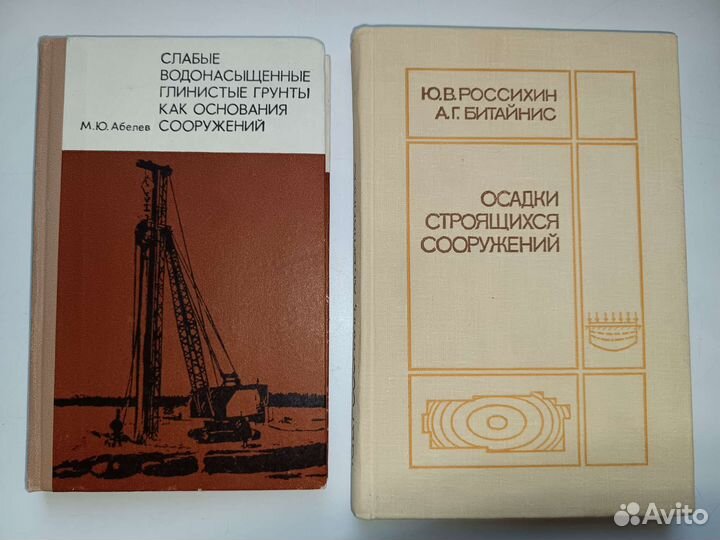 СЛАБЫЕ
ВОДОНАСЫЩЕННЫЕ
ГЛИНИСТЫЕ ГРУНТЫ
КАК ОСНОВАНИЯ
М.Ю. Абелев СООРУЖЕНИЙ
Ю.В. РОССИХИН
А.Г. БИТАЙНИС
ОСАДКИ
СТРОЯЩИХСЯ
СООРУЖЕНИЙ
Avito